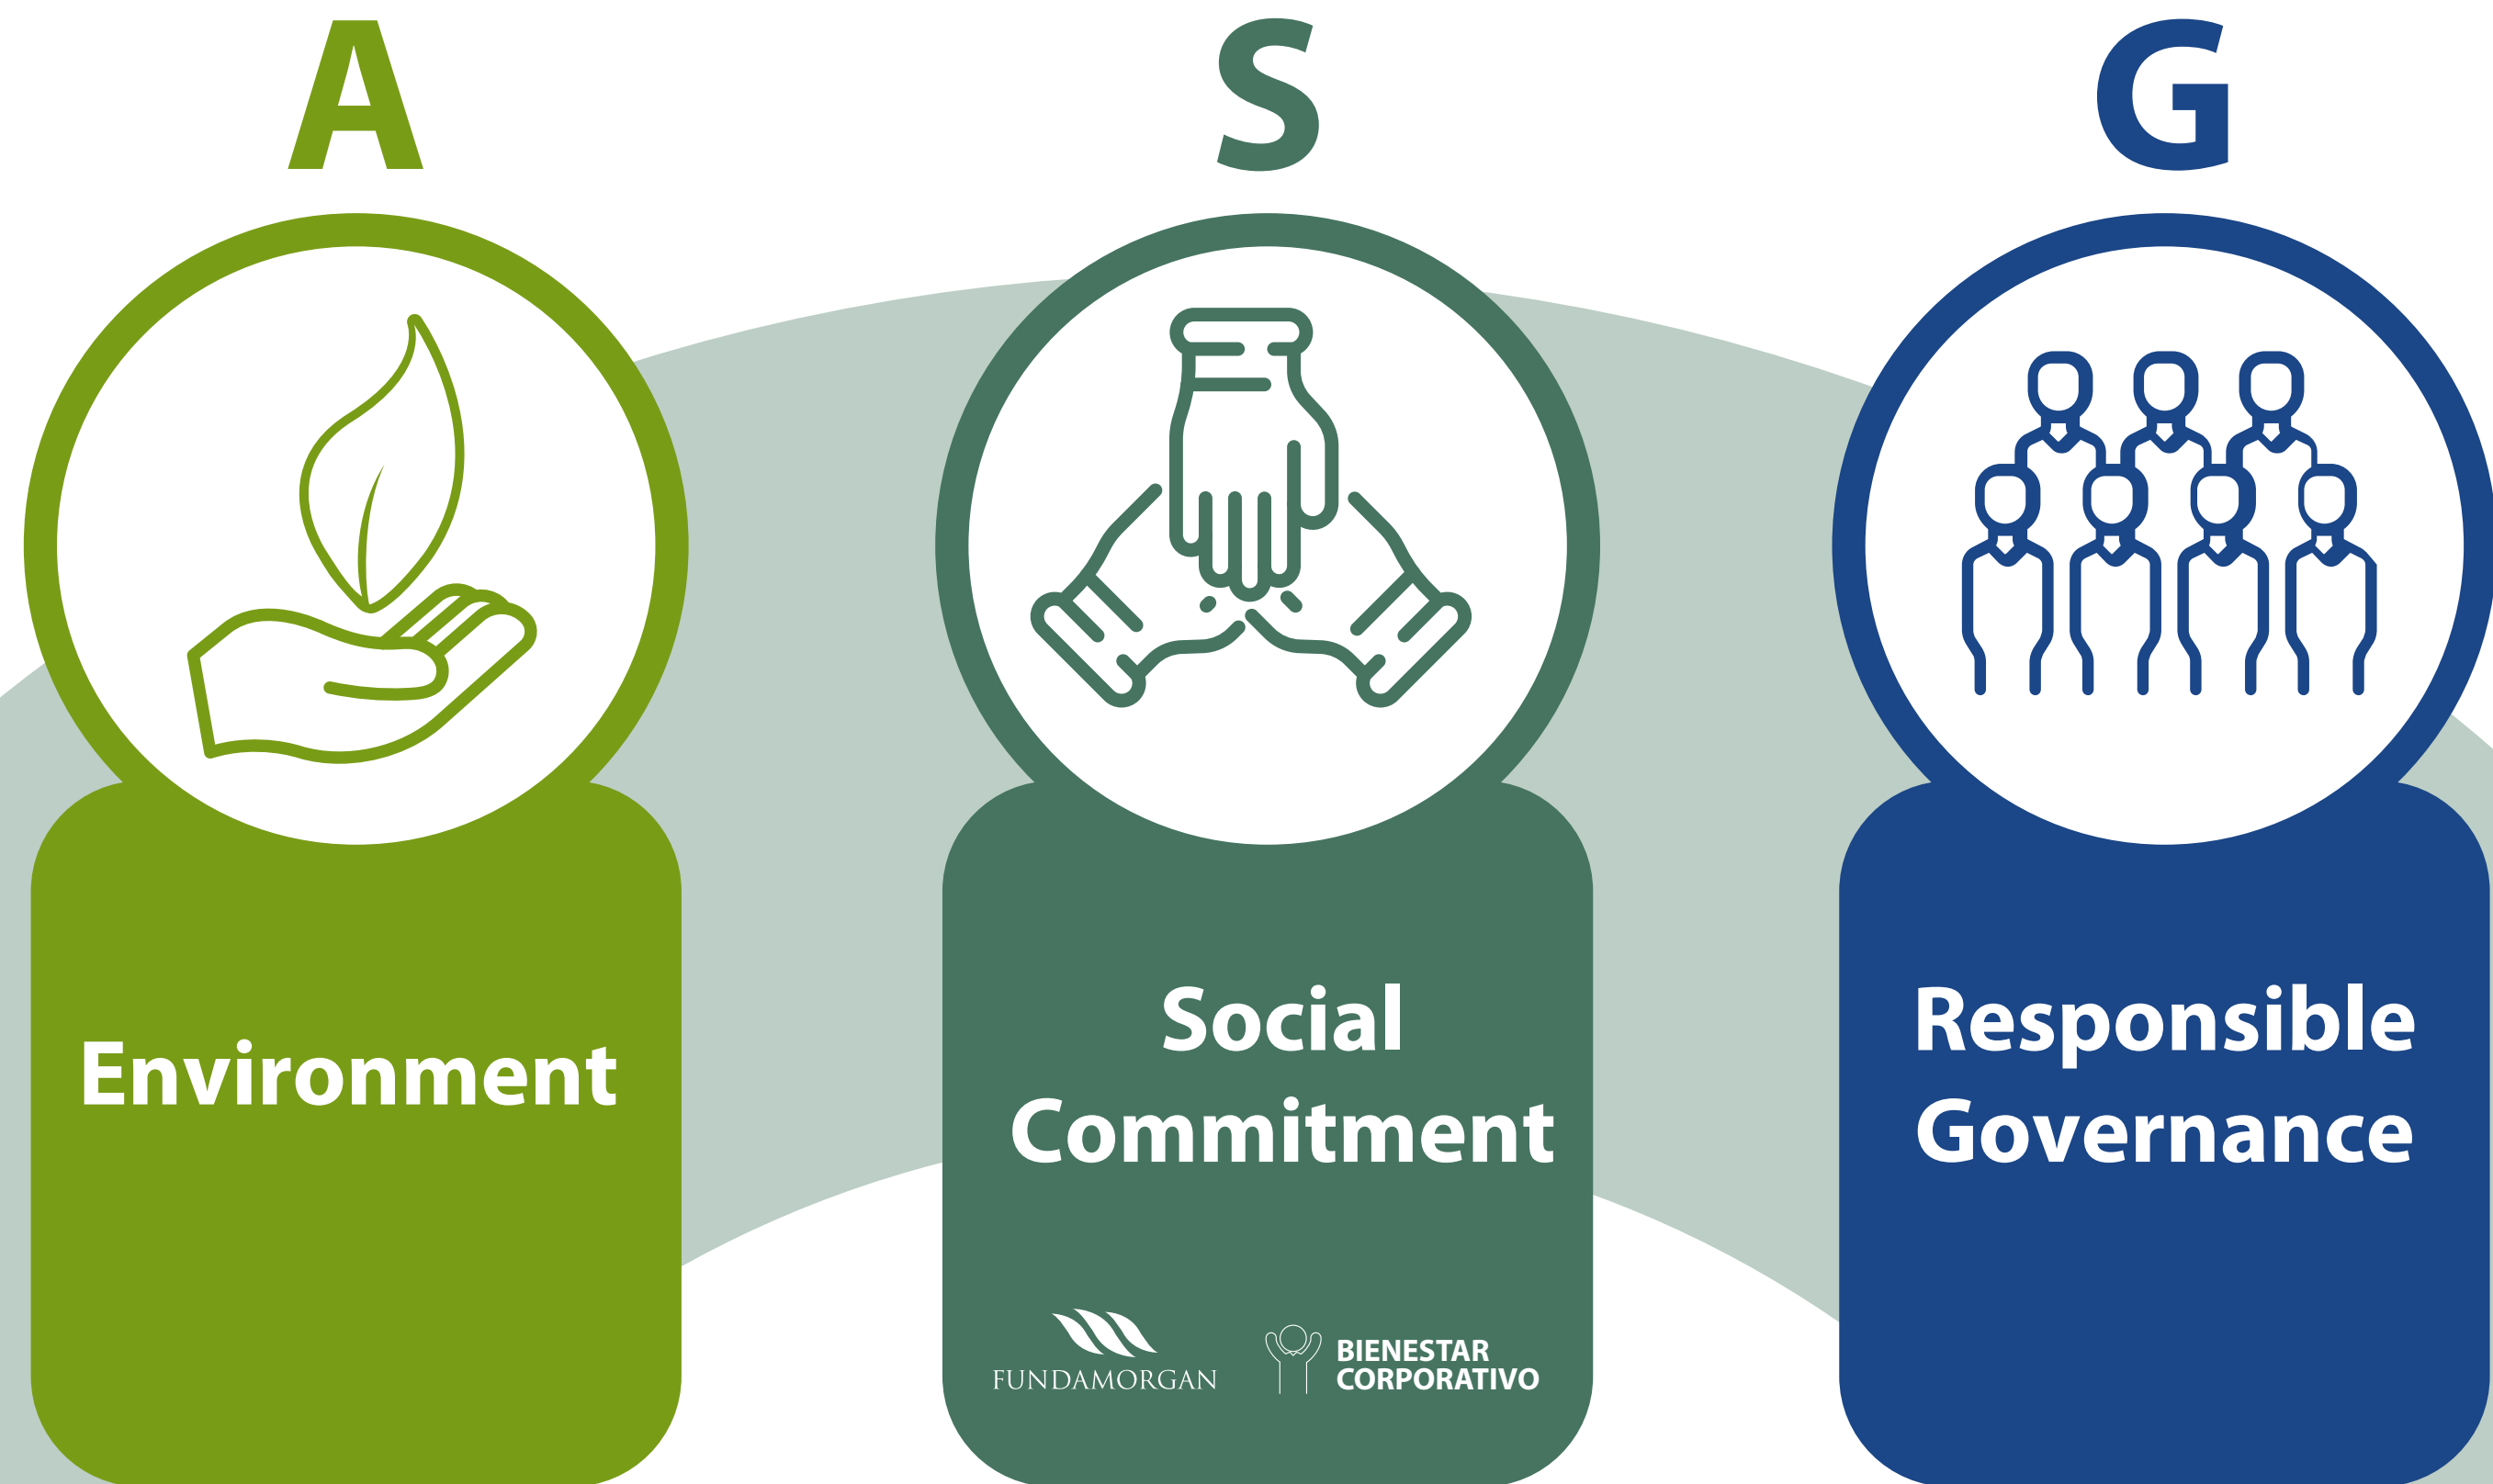 A
S
G
Environment
Social
Commitment
Responsible
Governance
FUNDAMORGAN
BIENESTAR
CORPORATIVO